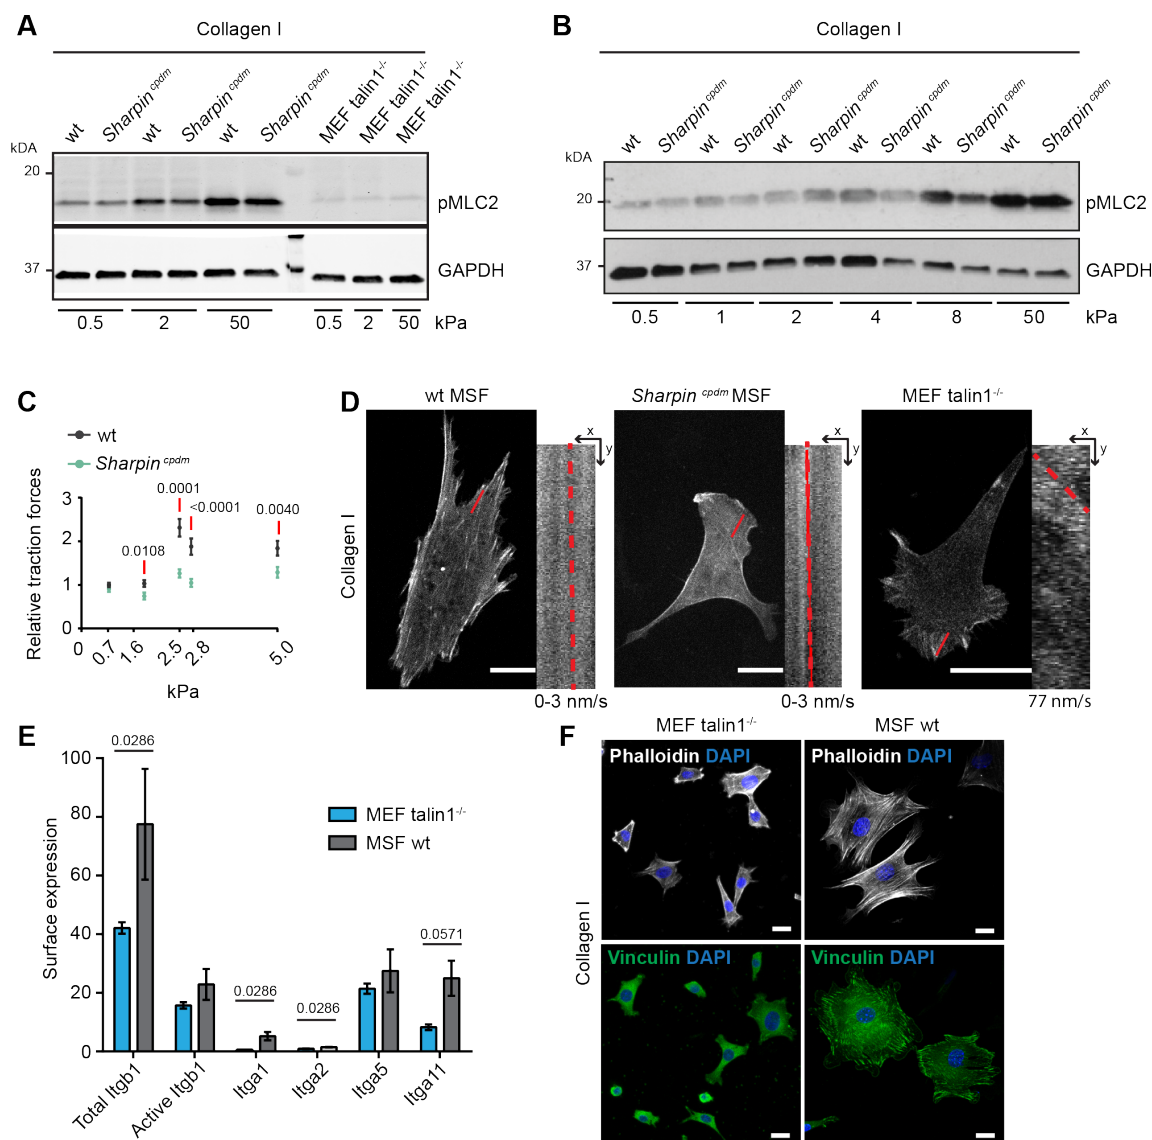 A
Collagen I
wt
Sharpin cpdm
wt
Sharpin cpdm
wt
Sharpin cpdm
MEF talin1-/-
MEF talin1-/-
MEF talin1-/-
kDA
20
pMLC2
37
GAPDH
0.5
2
50
0.5
2
50
kPa
B
Collagen I
wt
Sharpin cpdm
wt
Sharpin cpdm
wt
Sharpin cpdm
wt
Sharpin cpdm
wt
Sharpin cpdm
wt
Sharpin cpdm
kDA
20
pMLC2
37
GAPDH
0.5
1
2
4
8
50
kPa
C
wt
Sharpin cpdm
Relative traction forces
3
2
1
0
0.0108
0.0001
<0.0001
0.0040
0
0.7
1.6
2.5
2.8
5.0
kPa
D
wt MSF
Sharpin cpdm MSF
MEF talin1-/-
Collagen I
x
y
x
y
x
y
0-3 nm/s
0-3 nm/s
77 nm/s
E
Surface expression
100
80
60
40
20
0
0.0286
0.0286
0.0286
0.0571
MEF talin1-/-
MSF wt
Total Itgb1
Active Itgb1
Itga1
Itga2
Itga5
Itga11
F
MEF talin1-/-
MSF wt
Collagen I
Phalloidin DAPI
Phalloidin DAPI
Vinculin DAPI
Vinculin DAPI